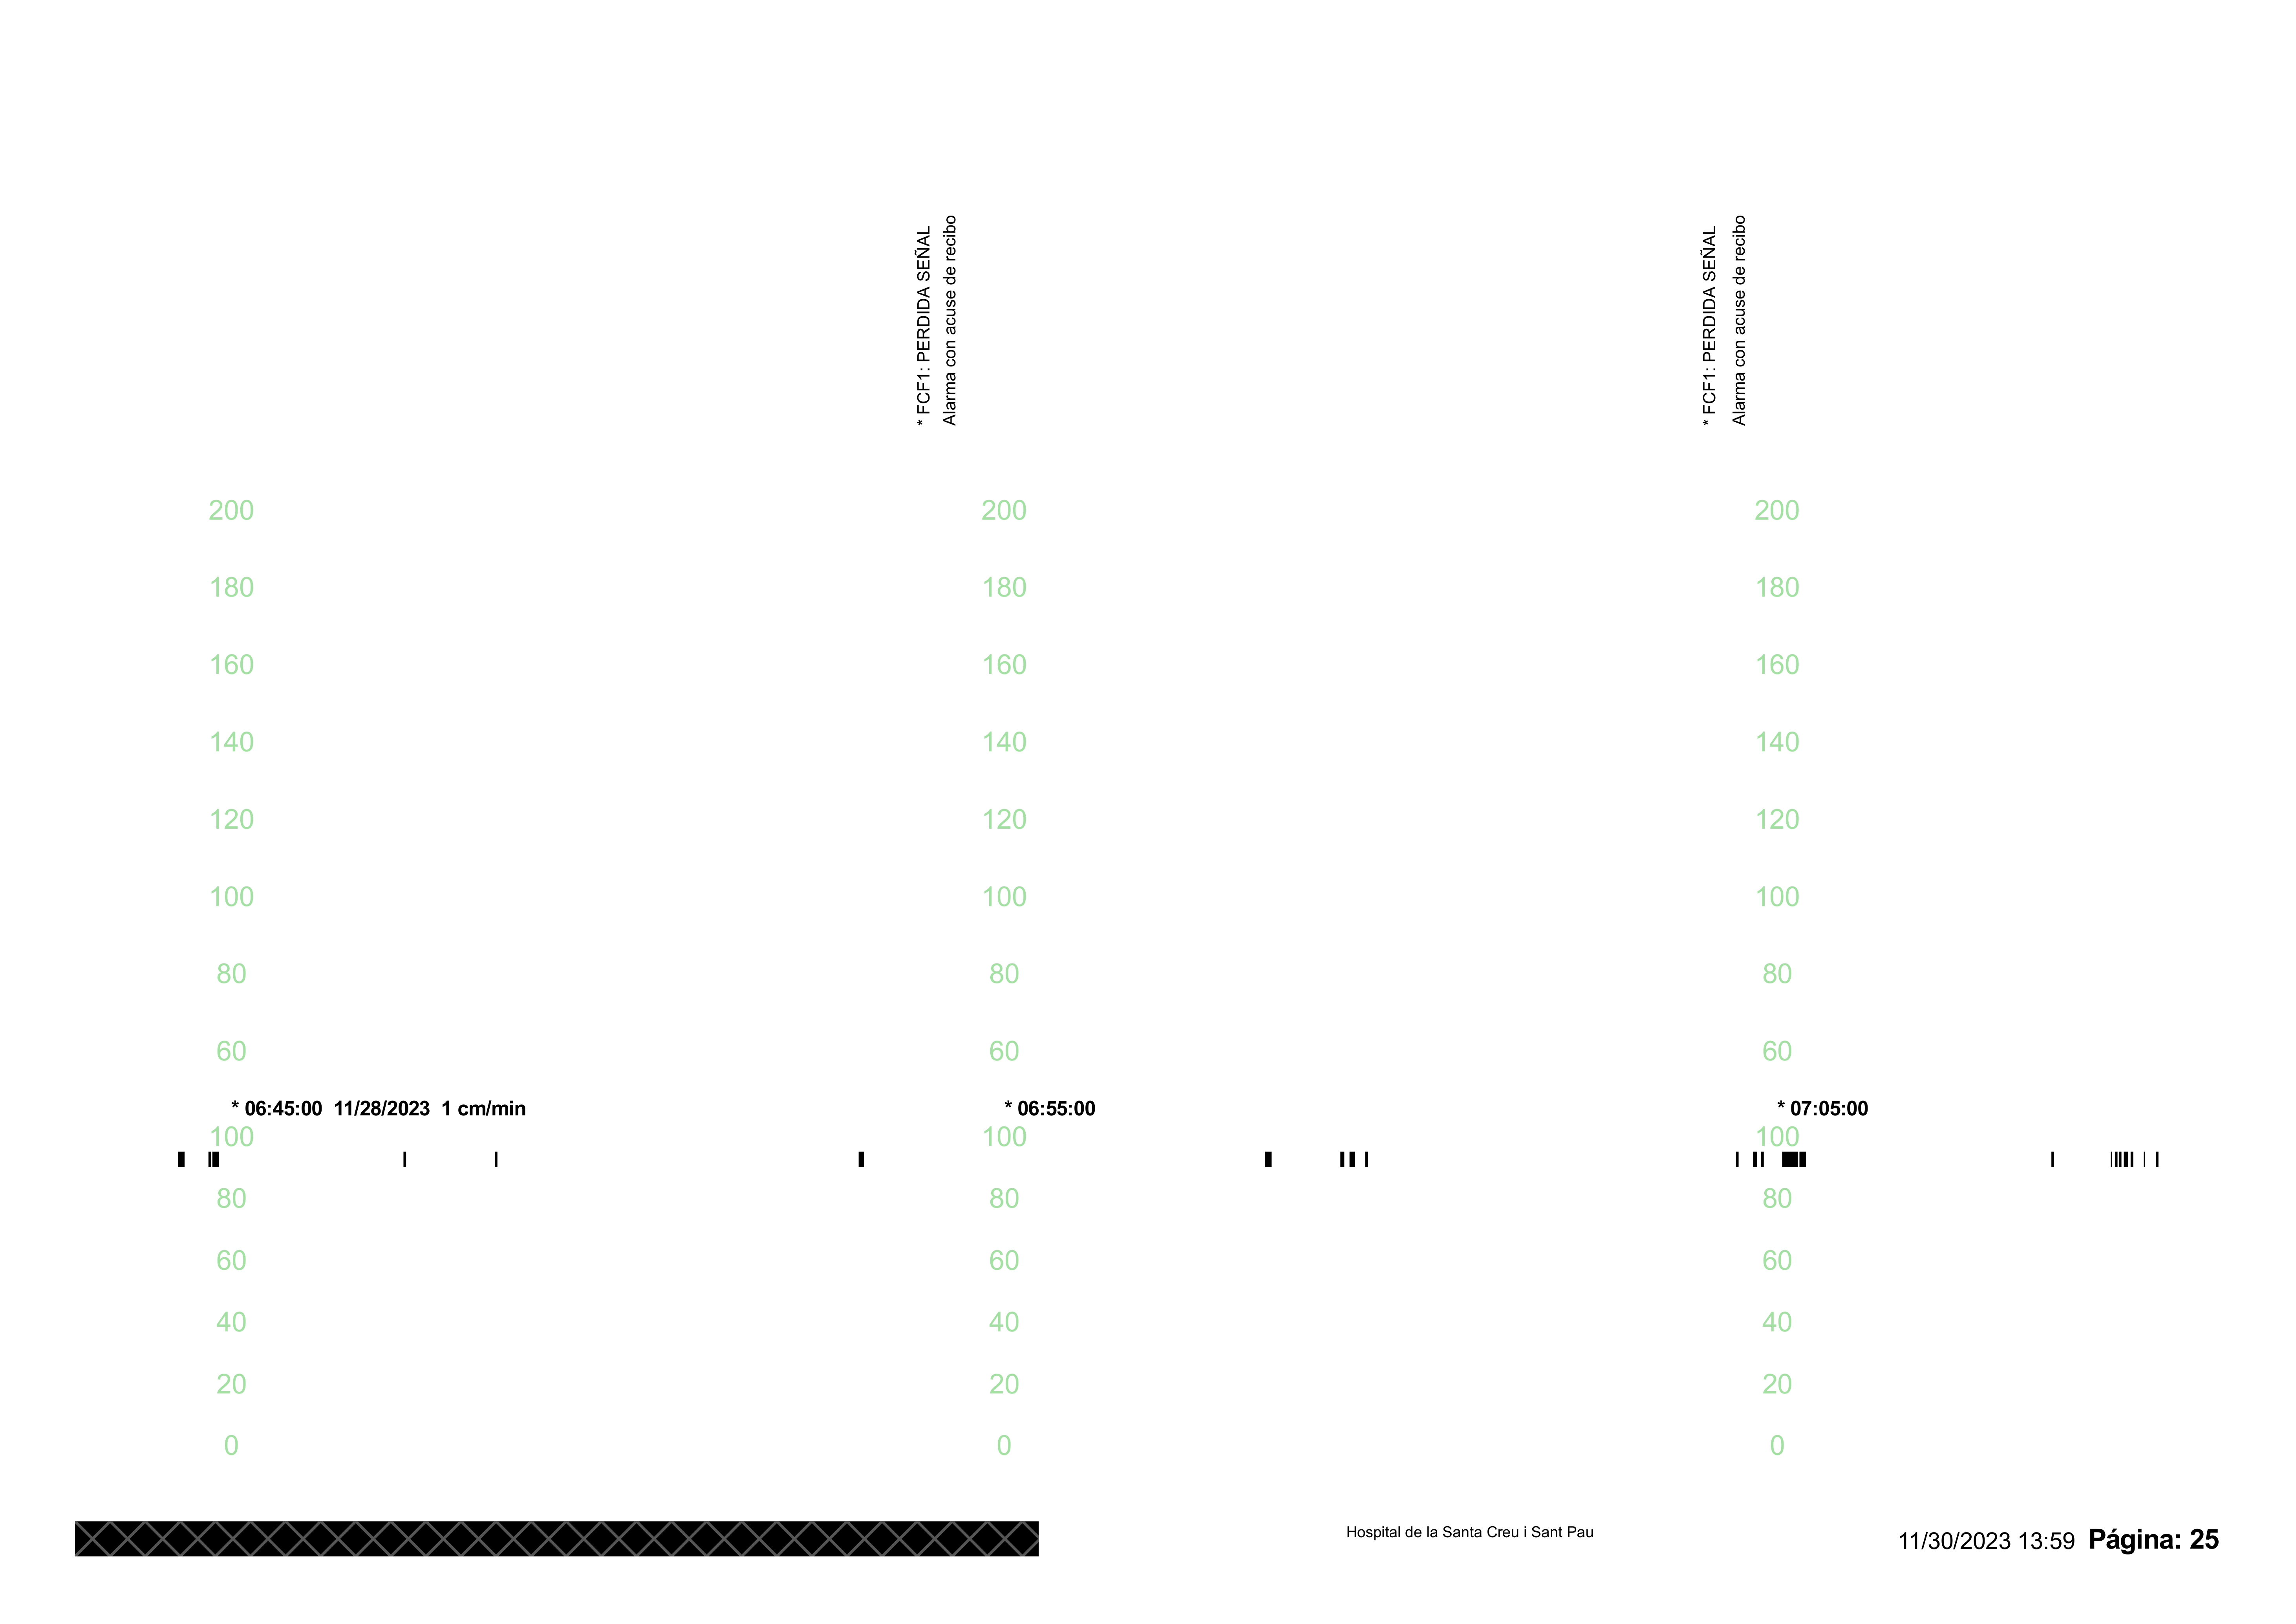 * FCF1: PERDIDA SEÑAL
Alarma con acuse de recibo
* FCF1: PERDIDA SEÑAL
Alarma con acuse de recibo
200 200 200
180 180 180
160 160 160
140 140 140
120 120 120
100 100 100
80 80 80
60 60 60
* 06:45:00 11/28/2023 1 cm/min * 06:55:00 * 07:05:00
100 100 100
80 80 80
60 60 60
40 40 40
20 20 20
0 0 0
Hospital de la Santa Creu i Sant Pau
11/30/2023 13:59 Página: 25